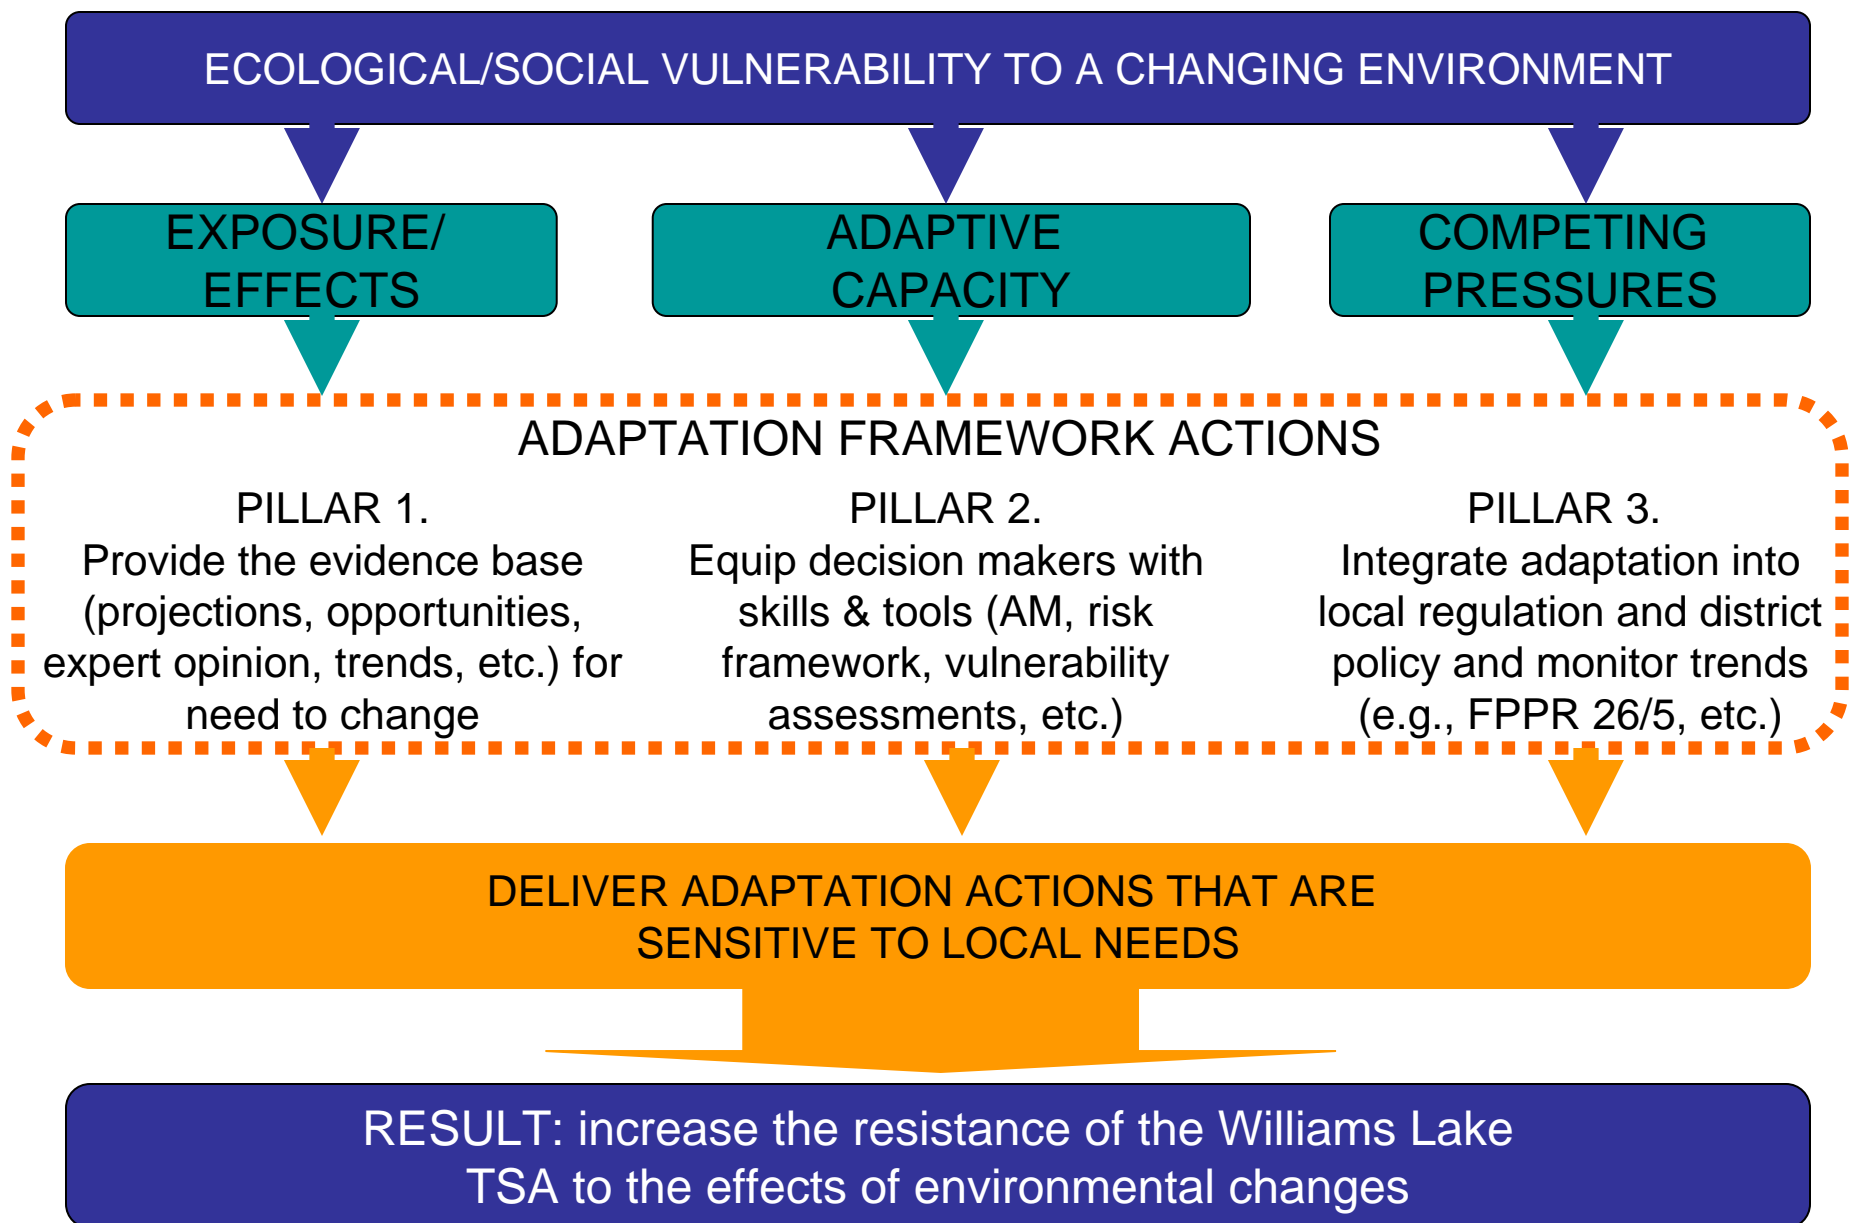 ECOLOGICAL/SOCIAL VULNERABILITY TO A CHANGING ENVIRONMENT
EXPOSURE/
EFFECTS
ADAPTIVE
CAPACITY
COMPETING
PRESSURES
ADAPTATION FRAMEWORK ACTIONS
PILLAR 1.
Provide the evidence base
(projections, opportunities,
expert opinion, trends, etc.) for
need to change
PILLAR 2.
Equip decision makers with
skills & tools (AM, risk
framework, vulnerability
assessments, etc.)
PILLAR 3.
Integrate adaptation into
local regulation and district
policy and monitor trends
(e.g., FPPR 26/5, etc.)
DELIVER ADAPTATION ACTIONS THAT ARE
SENSITIVE TO LOCAL NEEDS
RESULT: increase the resistance of the Williams Lake
TSA to the effects of environmental changes